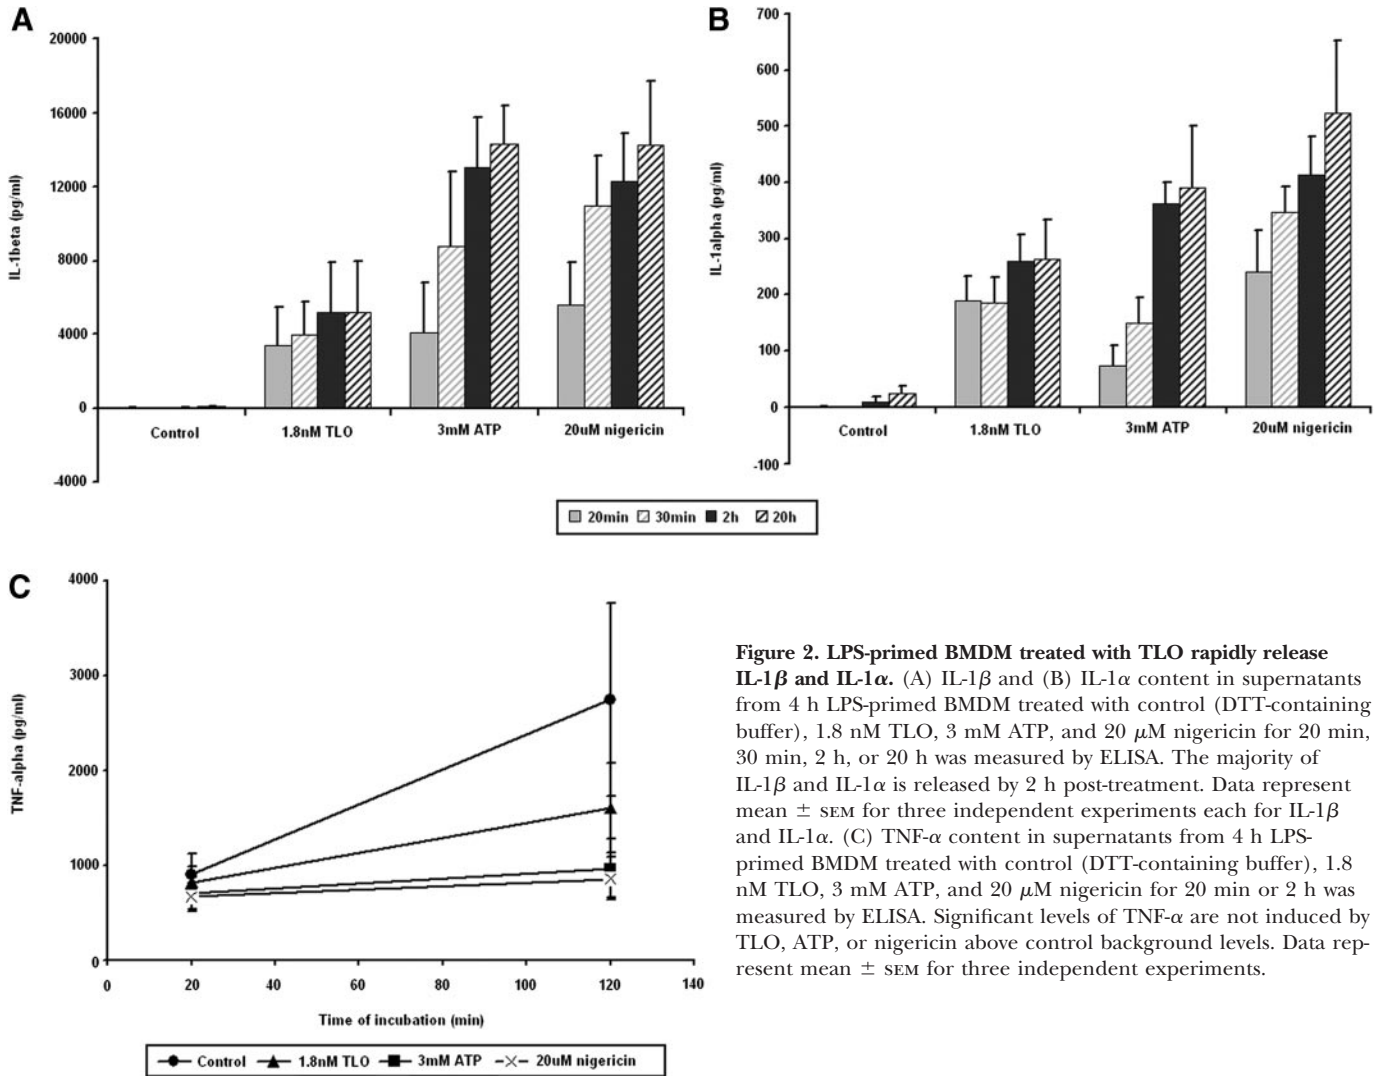 A
IL-1beta (pg/ml)
20000
16000
12000
8000
4000
0
-4000
Control
1.8nM TLO
3mM ATP
20uM nigericin
B
IL-1alpha (pg/ml)
700
600
500
400
300
200
100
0
-100
Control
1.8nM TLO
3mM ATP
20uM nigericin
20min 30min 2h 20h
C
TNF-alpha (pg/ml)
4000
3000
2000
1000
0
0 20 40 60 80 100 120 140
Time of incubation (min)
Control 1.8nM TLO 3mM ATP 20uM nigericin
Figure 2. LPS-primed BMDM treated with TLO rapidly release
IL-1β and IL-1α. (A) IL-1β and (B) IL-1α content in supernatants
from 4 h LPS-primed BMDM treated with control (DTT-containing
buffer), 1.8 nM TLO, 3 mM ATP, and 20 μM nigericin for 20 min,
30 min, 2 h, or 20 h was measured by ELISA. The majority of
IL-1β and IL-1α is released by 2 h post-treatment. Data represent
mean ± SEM for three independent experiments each for IL-1β
and IL-1α. (C) TNF-α content in supernatants from 4 h LPS-
primed BMDM treated with control (DTT-containing buffer), 1.8
nM TLO, 3 mM ATP, and 20 μM nigericin for 20 min or 2 h was
measured by ELISA. Significant levels of TNF-α are not induced by
TLO, ATP, or nigericin above control background levels. Data rep-
resent mean ± SEM for three independent experiments.